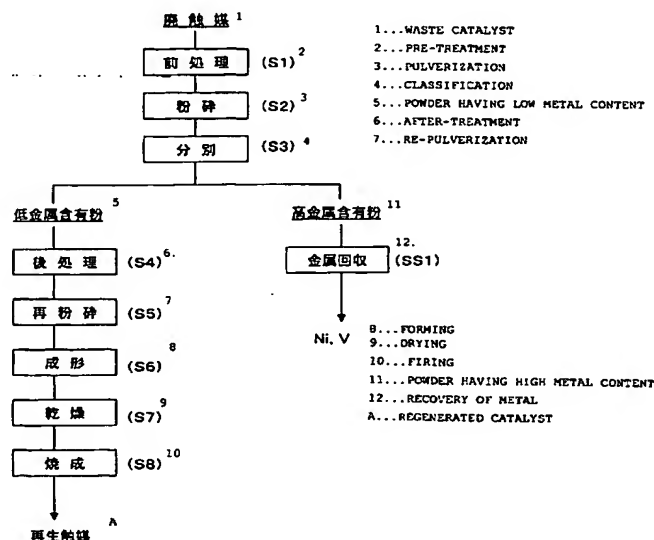 廃触媒 1
前処理 (S1) 2
粉砕 (S2) 3
分別 (S3) 4
1...WASTE CATALYST
2...PRE-TREATMENT
3...PULVERIZATION
4...CLASSIFICATION
5...POWDER HAVING LOW METAL CONTENT
6...AFTER-TREATMENT
7...RE-PULVERIZATION
低金属含有粉 5
後処理 (S4) 6.
再粉砕 (S5) 7
成形 (S6) 8
乾燥 (S7) 9
焼成 (S8) 10
再生触媒 A
高金属含有粉 11
金属回収 (SS1) 12.
Ni, V
8...FORMING
9...DRYING
10...FIRING
11...POWDER HAVING HIGH METAL CONTENT
12...RECOVERY OF METAL
A...REGENERATED CATALYST